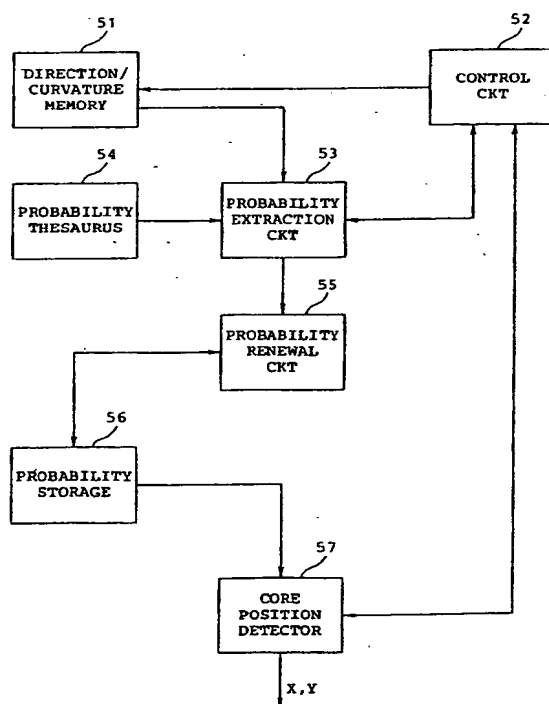 51
DIRECTION/
CURVATURE
MEMORY
52
CONTROL
CKT
54
PROBABILITY
THESAURUS
53
PROBABILITY
EXTRACTION
CKT
55
PROBABILITY
RENEWAL
CKT
56
PROBABILITY
STORAGE
57
CORE
POSITION
DETECTOR
X,Y